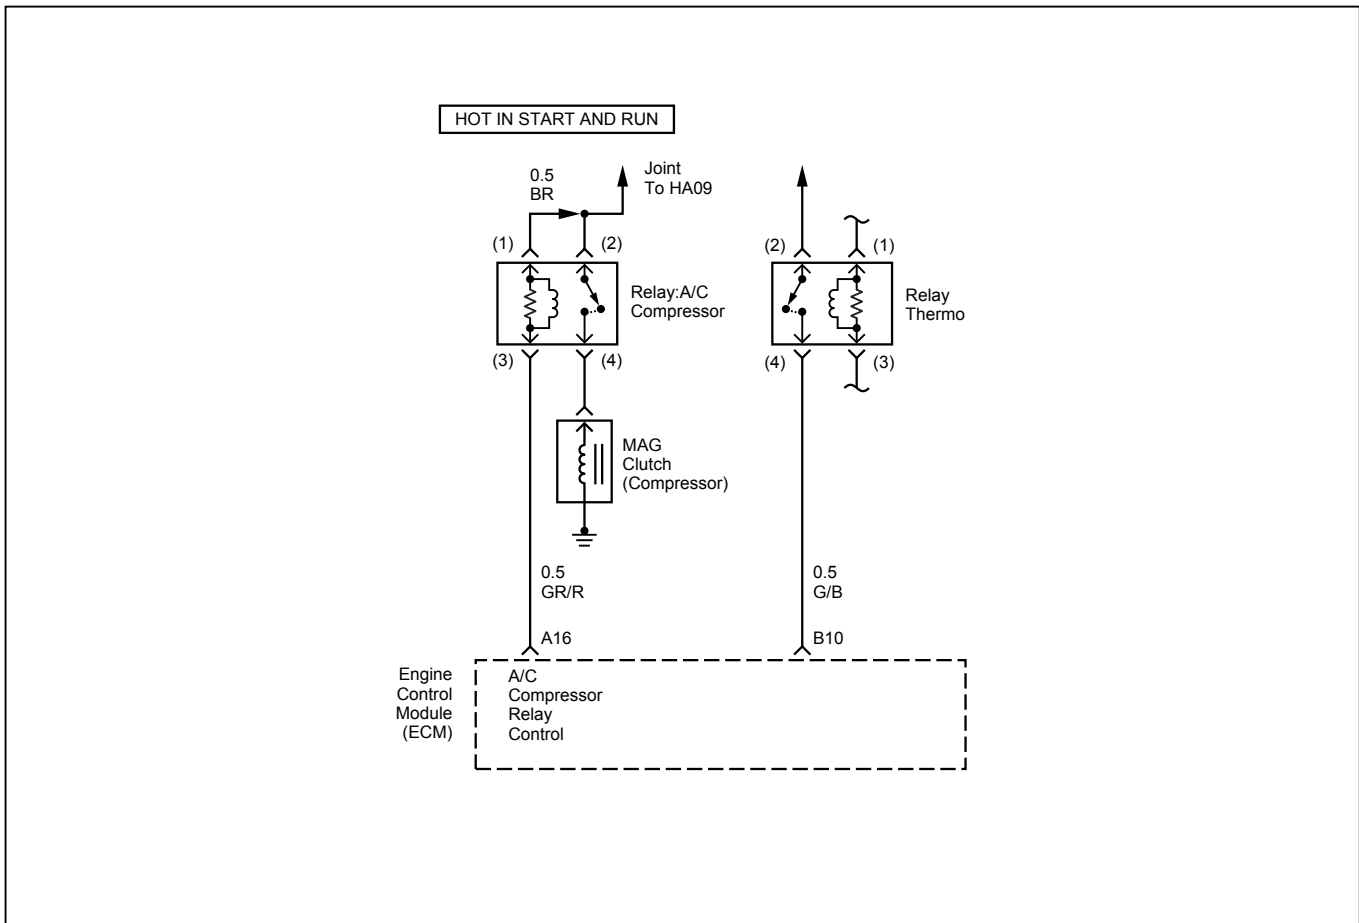 HOT IN START AND RUN
0.5
BR
Joint
To HA09
(1)
(2)
(2)
(1)
Relay:A/C
Compressor
Relay
Thermo
(3)
(4)
(4)
(3)
MAG
Clutch
(Compressor)
0.5
GR/R
0.5
G/B
A16
B10
Engine
Control
Module
(ECM)
A/C
Compressor
Relay
Control